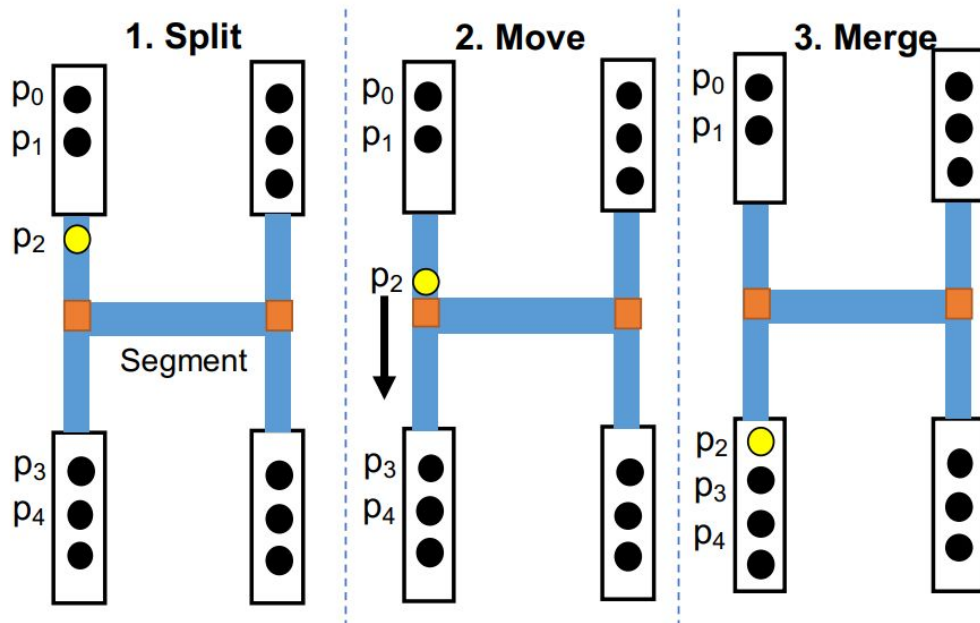 1. Split
p0
p1
p2
Segment
p3
p4
2. Move
p0
p1
p2
p3
p4
3. Merge
p0
p1
p2
p3
p4